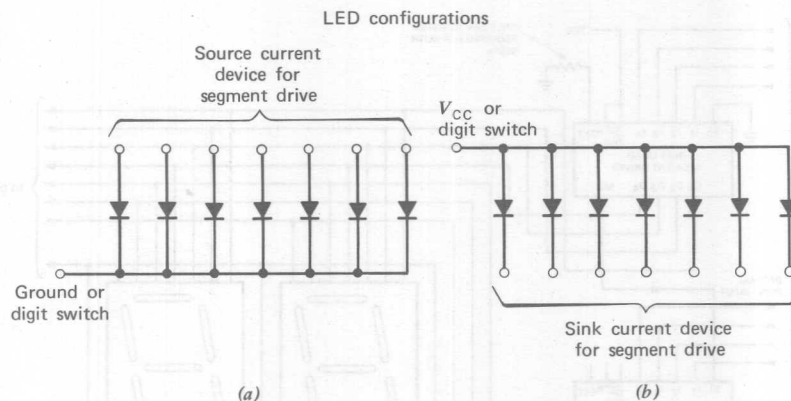 LED configurations
Source current
device for
segment drive
Ground or
digit switch
(a)
VCC or
digit switch
Sink current device
for segment drive
(b)